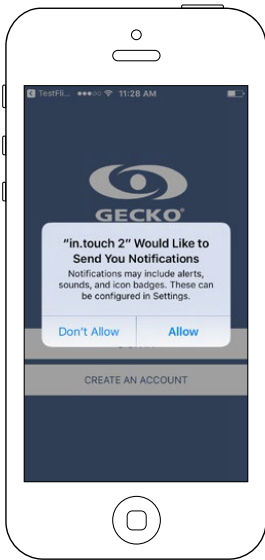 TestFli... 11:28 AM
GECKO®
"in.touch 2" Would Like to
Send You Notifications
Notifications may include alerts,
sounds, and icon badges. These can
be configured in Settings.
Don't Allow Allow
CREATE AN ACCOUNT